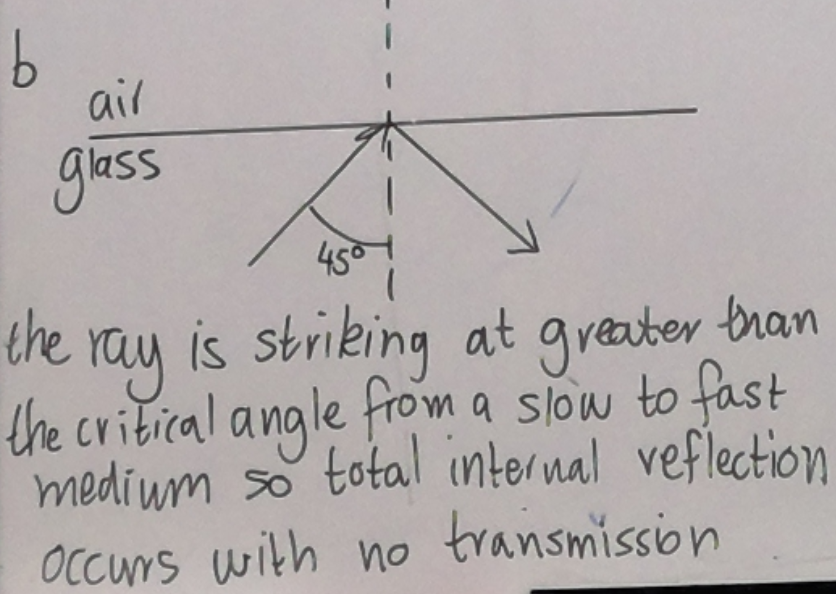 b
air
glass
45°
the ray is striking at greater than
the critical angle from a slow to fast
medium so total internal reflection
occurs with no transmission